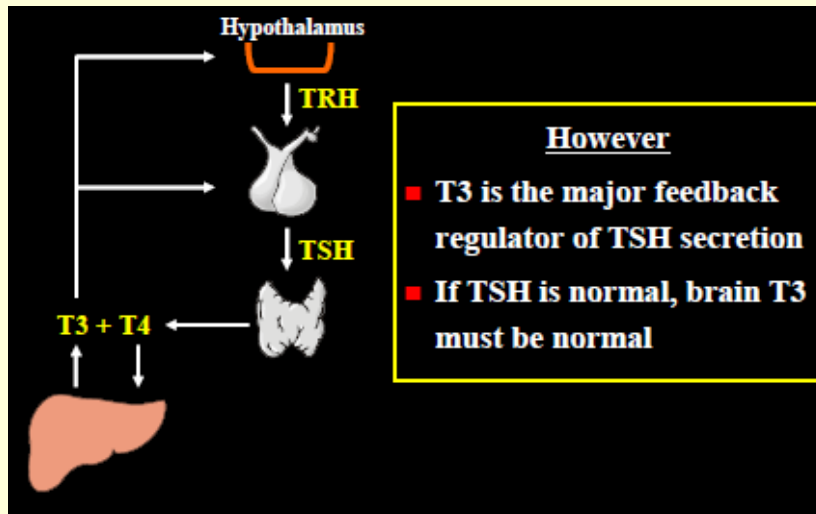 Hypothalamus
TRH
TSH
T3 + T4
However
T3 is the major feedback
regulator of TSH secretion
If TSH is normal, brain T3
must be normal